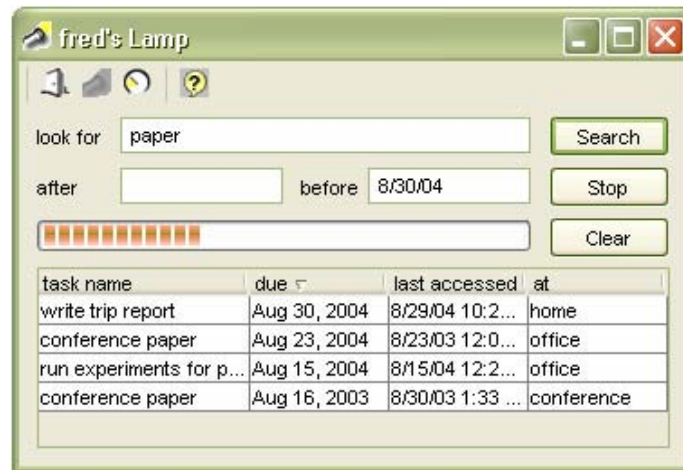 fred's Lamp
look for paper Search
after before 8/30/04 Stop
Clear
task name due last accessed at
write trip report Aug 30, 2004 8/29/04 10:2... home
conference paper Aug 23, 2004 8/23/03 12:0... office
run experiments for p... Aug 15, 2004 8/15/04 12:2... office
conference paper Aug 16, 2003 8/30/03 1:33 ... conference